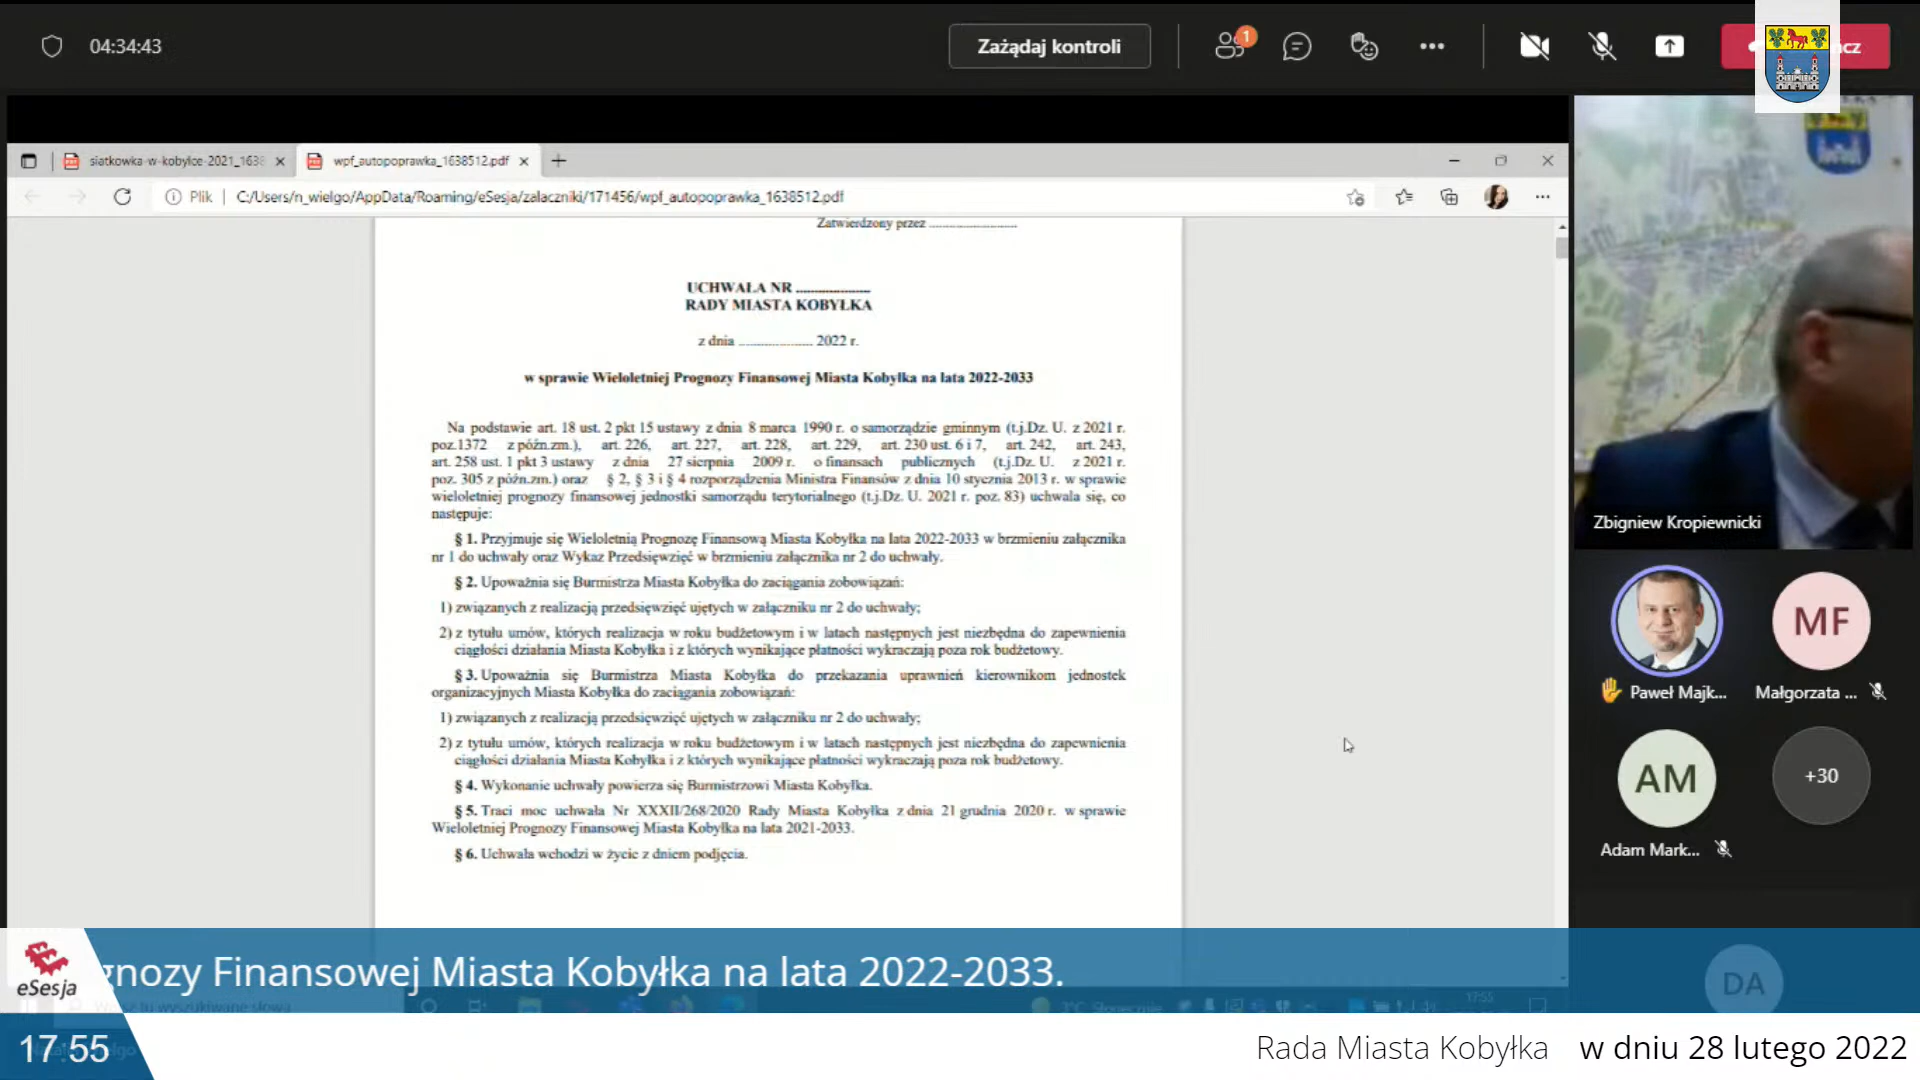 04:34:43
Zażądaj kontroli
1
siatkowka-w-kobylce-2021_1638
wpf_autopoprawka_1638512.pdf
Plik
C:/Users/n_wielgo/AppData/Roaming/eSesja/zalaczniki/171456/wpf_autopoprawka_1638512.pdf
Zatwierdzony przez ........................
UCHWAŁA NR ....................
RADY MIASTA KOBYŁKA
z dnia .................... 2022 r.
w sprawie Wieloletniej Prognozy Finansowej Miasta Kobyłka na lata 2022-2033
Na podstawie art. 18 ust. 2 pkt 15 ustawy z dnia 8 marca 1990 r. o samorządzie gminnym (t.j.Dz. U. z 2021 r.
poz.1372 z późn.zm.), art. 226, art. 227, art. 228, art. 229, art. 230 ust. 6 i 7, art. 242, art. 243,
art. 258 ust. 1 pkt 3 ustawy z dnia 27 sierpnia 2009 r. o finansach publicznych (t.j.Dz. U. z 2021 r.
poz. 305 z późn.zm.) oraz § 2, § 3 i § 4 rozporządzenia Ministra Finansów z dnia 10 stycznia 2013 r. w sprawie
wieloletniej prognozy finansowej jednostki samorządu terytorialnego (t.j.Dz. U. 2021 r. poz. 83) uchwala się, co
następuje:
§ 1. Przyjmuje się Wieloletnią Prognozę Finansową Miasta Kobyłka na lata 2022-2033 w brzmieniu załącznika
nr 1 do uchwały oraz Wykaz Przedsięwzięć w brzmieniu załącznika nr 2 do uchwały.
§ 2. Upoważnia się Burmistrza Miasta Kobyłka do zaciągania zobowiązań:
1) związanych z realizacją przedsięwzięć ujętych w załączniku nr 2 do uchwały;
2) z tytułu umów, których realizacja w roku budżetowym i w latach następnych jest niezbędna do zapewnienia
ciągłości działania Miasta Kobyłka i z których wynikające płatności wykraczają poza rok budżetowy.
§ 3. Upoważnia się Burmistrza Miasta Kobyłka do przekazania uprawnień kierownikom jednostek
organizacyjnych Miasta Kobyłka do zaciągania zobowiązań:
1) związanych z realizacją przedsięwzięć ujętych w załączniku nr 2 do uchwały;
2) z tytułu umów, których realizacja w roku budżetowym i w latach następnych jest niezbędna do zapewnienia
ciągłości działania Miasta Kobyłka i z których wynikające płatności wykraczają poza rok budżetowy.
§ 4. Wykonanie uchwały powierza się Burmistrzowi Miasta Kobyłka.
§ 5. Traci moc uchwała Nr XXXII/268/2020 Rady Miasta Kobyłka z dnia 21 grudnia 2020 r. w sprawie
Wieloletniej Prognozy Finansowej Miasta Kobyłka na lata 2021-2033.
§ 6. Uchwała wchodzi w życie z dniem podjęcia.
Zbigniew Kropiewnicki
Paweł Majk...
MF
Małgorzata ...
AM
Adam Mark...
+30
DA
eSesja
gnozy Finansowej Miasta Kobyłka na lata 2022-2033.
17:55
17:55
Rada Miasta Kobyłka w dniu 28 lutego 2022